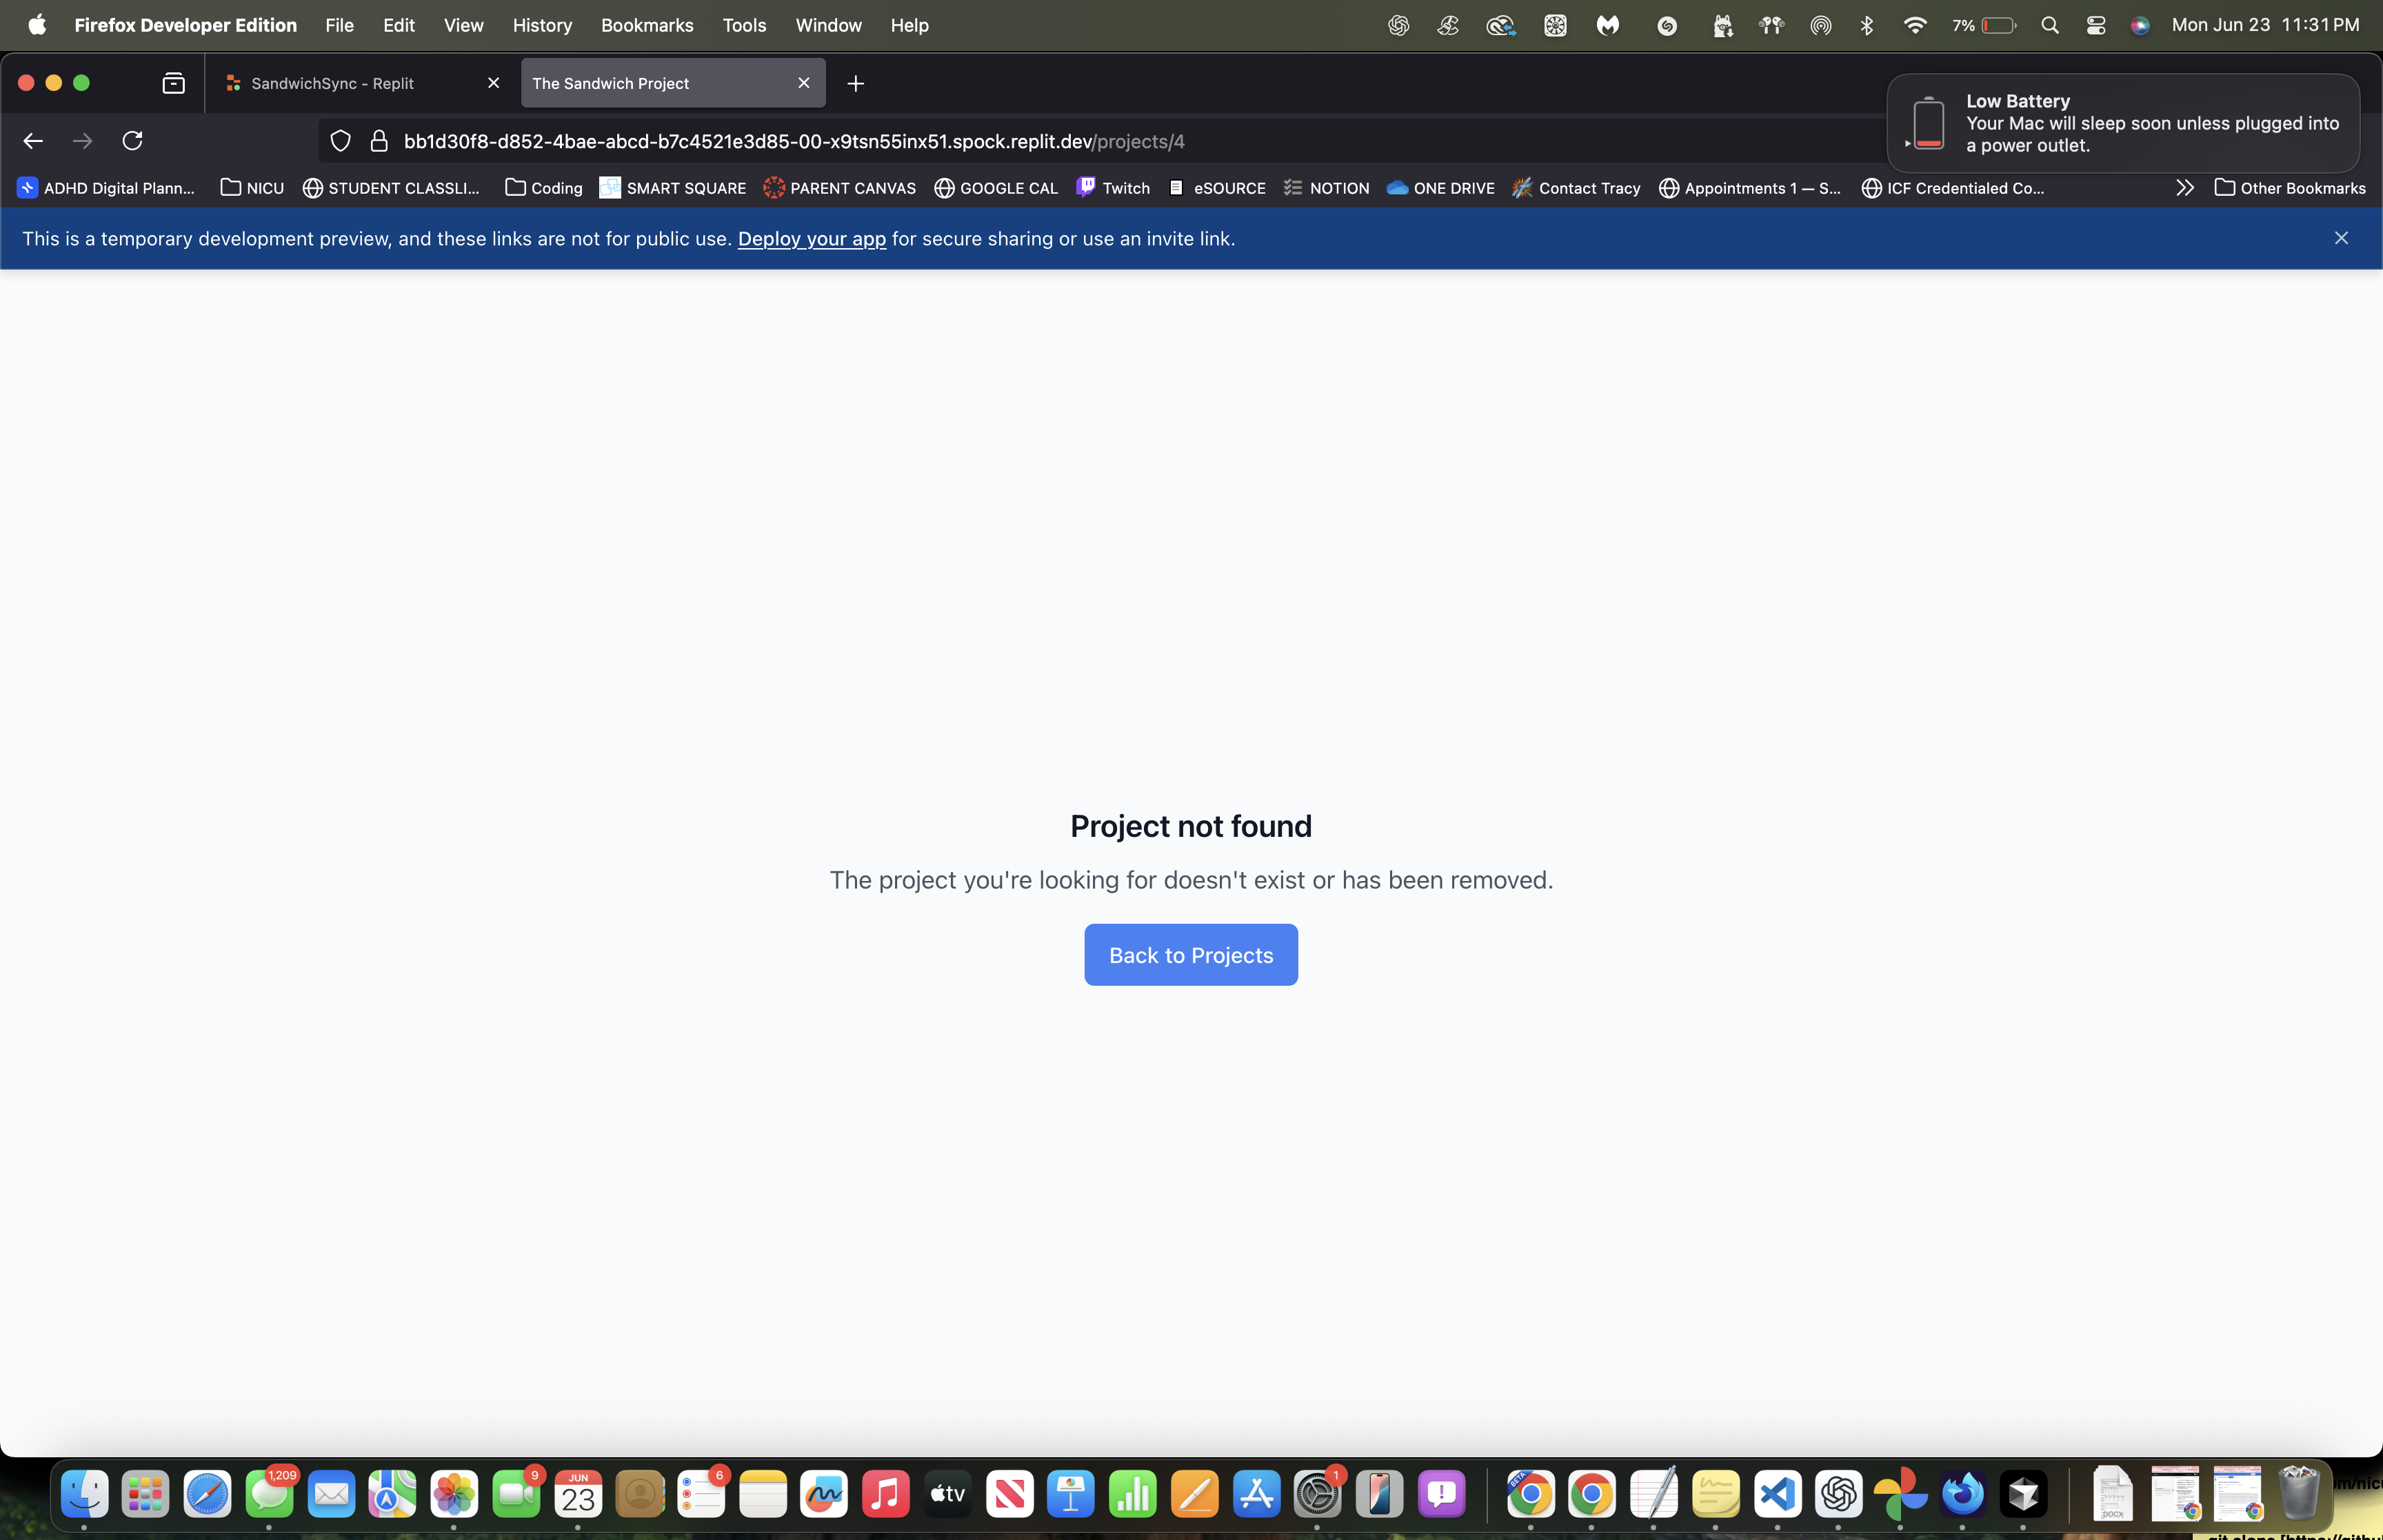 Firefox Developer Edition File Edit View History Bookmarks Tools Window Help 7% Mon Jun 23 11:31 PM
SandwichSync - Replit
The Sandwich Project
Low Battery
Your Mac will sleep soon unless plugged into
a power outlet.
bb1d30f8-d852-4bae-abcd-b7c4521e3d85-00-x9tsn55inx51.spock.replit.dev/projects/4
ADHD Digital Plann... NICU STUDENT CLASSLI... Coding SMART SQUARE PARENT CANVAS GOOGLE CAL Twitch eSOURCE NOTION ONE DRIVE Contact Tracy Appointments 1 — S... ICF Credentialed Co... Other Bookmarks
This is a temporary development preview, and these links are not for public use. Deploy your app for secure sharing or use an invite link.
Project not found
The project you're looking for doesn't exist or has been removed.
Back to Projects
1,209
9
JUN
23
6
tv
1
BETA
DOCX